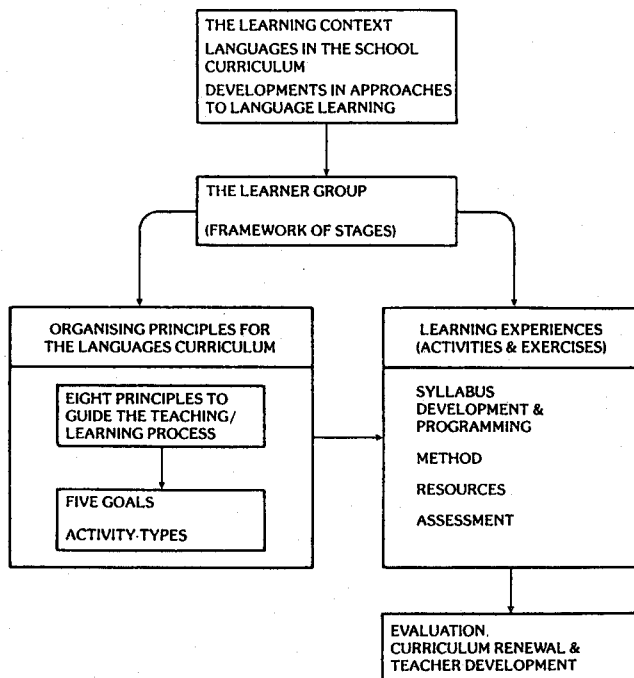 THE LEARNING CONTEXT
LANGUAGES IN THE SCHOOL
CURRICULUM
DEVELOPMENTS IN APPROACHES
TO LANGUAGE LEARNING
THE LEARNER GROUP
(FRAMEWORK OF STAGES)
ORGANISING PRINCIPLES FOR
THE LANGUAGES CURRICULUM
EIGHT PRINCIPLES TO
GUIDE THE TEACHING/
LEARNING PROCESS
FIVE GOALS
ACTIVITY-TYPES
LEARNING EXPERIENCES
(ACTIVITIES & EXERCISES)
SYLLABUS
DEVELOPMENT &
PROGRAMMING
METHOD
RESOURCES
ASSESSMENT
EVALUATION,
CURRICULUM RENEWAL &
TEACHER DEVELOPMENT